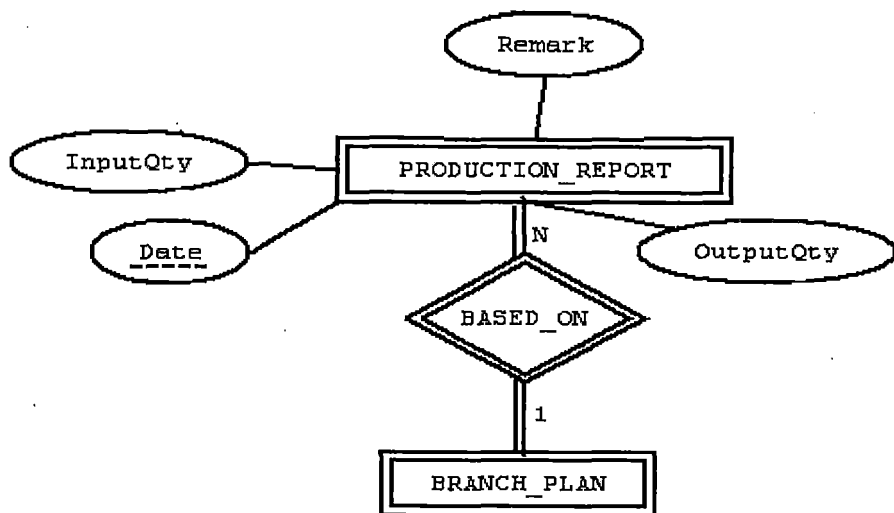 Remark
InputQty
PRODUCTION_REPORT
Date
N
OutputQty
BASED_ON
1
BRANCH_PLAN